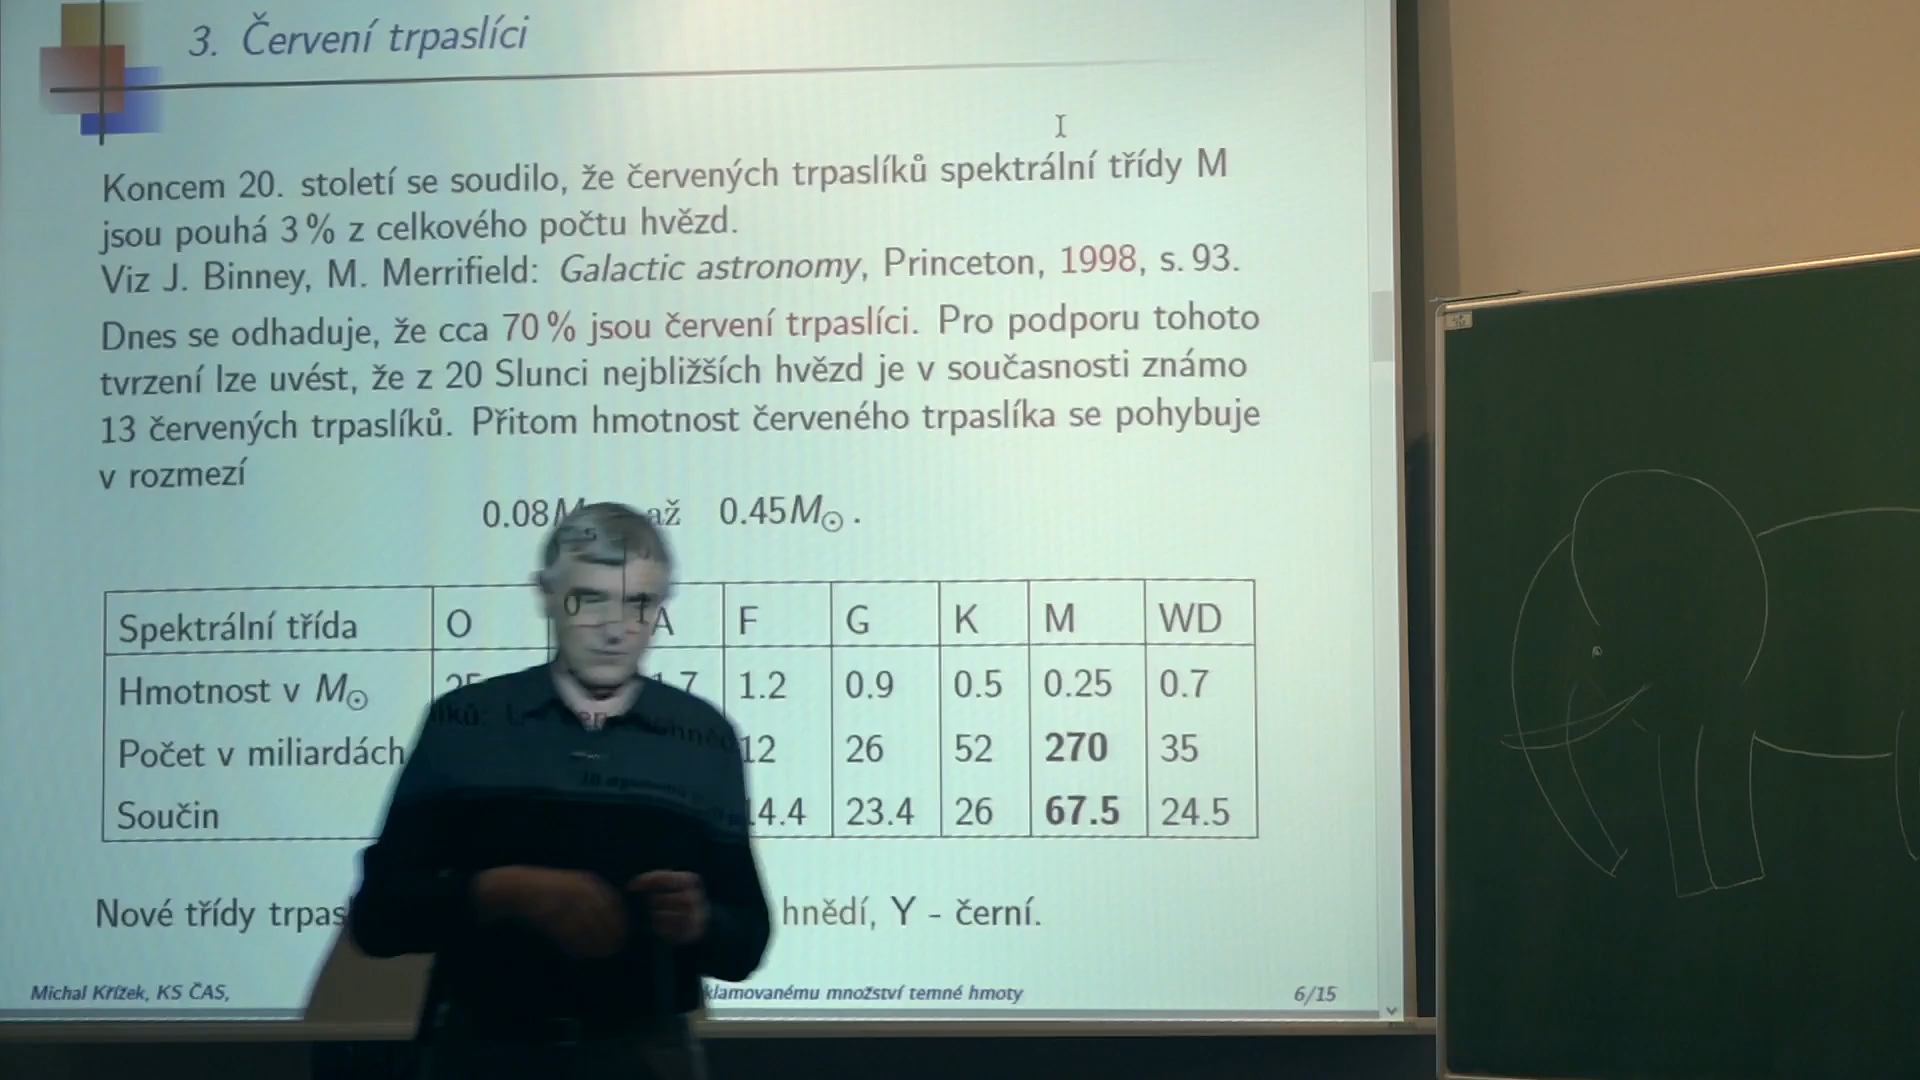 3. Červení trpaslíci
Koncem 20. století se soudilo, že červených trpaslíků spektrální třídy M
jsou pouhá 3 % z celkového počtu hvězd.
Viz J. Binney, M. Merrifield: Galactic astronomy, Princeton, 1998, s. 93.
Dnes se odhaduje, že cca 70 % jsou červení trpaslíci. Pro podporu tohoto
tvrzení lze uvést, že z 20 Slunci nejbližších hvězd je v současnosti známo
13 červených trpaslíků. Přitom hmotnost červeného trpaslíka se pohybuje
v rozmezí
0.08 až 0.45M☉.
Spektrální třída O A F G K M WD
Hmotnost v M☉ 1.2 0.9 0.5 0.25 0.7
Počet v miliardách 12 26 52 270 35
Součin 23.4 26 67.5 24.5
Nové třídy hnědí, Y - černí.
Michal Křížek, KS ČAS, množství temné hmoty 6/15